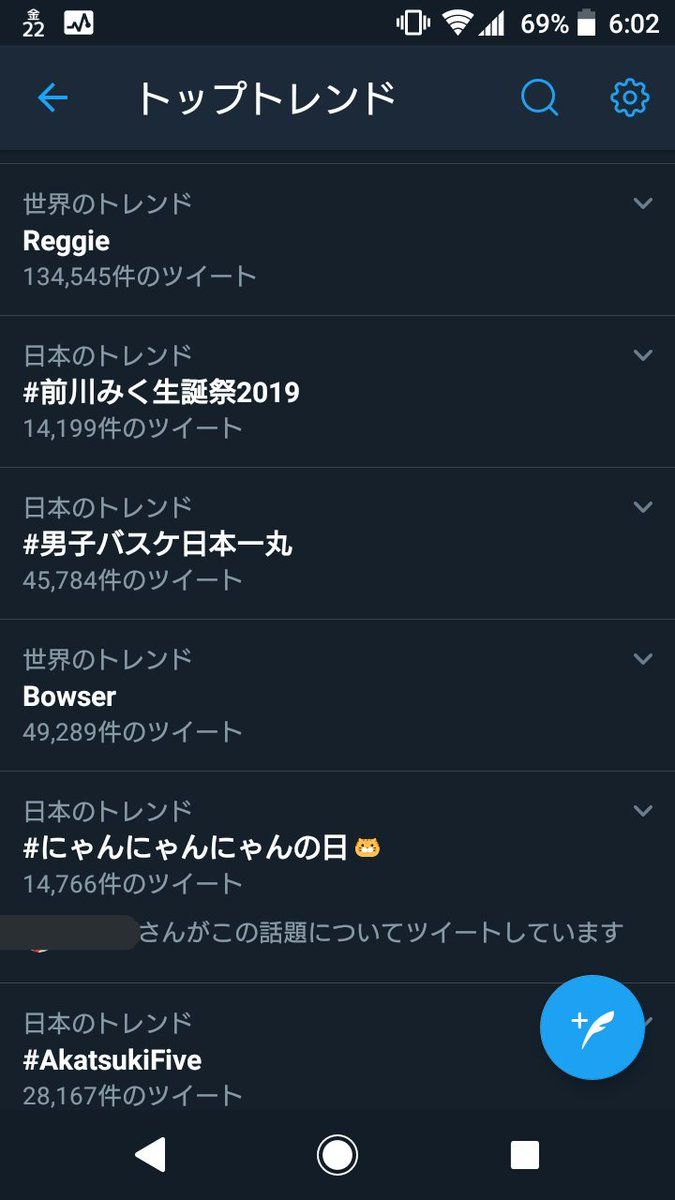 金
22
69%
6:02
トップトレンド
世界のトレンド
Reggie
134,545件のツイート
日本のトレンド
#前川みく生誕祭2019
14,199件のツイート
日本のトレンド
#男子バスケ日本一丸
45,784件のツイート
世界のトレンド
Bowser
49,289件のツイート
日本のトレンド
#にゃんにゃんにゃんの日
14,766件のツイート
さんがこの話題についてツイートしています
日本のトレンド
#AkatsukiFive
28,167件のツイート